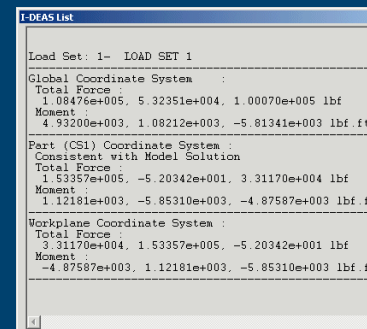 I-DEAS List
Load Set: 1- LOAD SET 1
Global Coordinate System :
Total Force :
1.08476e+005, 5.32351e+004, 1.00070e+005 lbf
Moment :
4.93200e+003, 1.08212e+003, -5.81341e+003 lbf.ft
Part (CS1) Coordinate System :
Consistent with Model Solution
Total Force :
1.53357e+005, -5.20342e+001, 3.31170e+004 lbf
Moment :
1.12181e+003, -5.85310e+003, -4.87587e+003 lbf.f
Workplane Coordinate System :
Total Force :
3.31170e+004, 1.53357e+005, -5.20342e+001 lbf
Moment :
-4.87587e+003, 1.12181e+003, -5.85310e+003 lbf.f